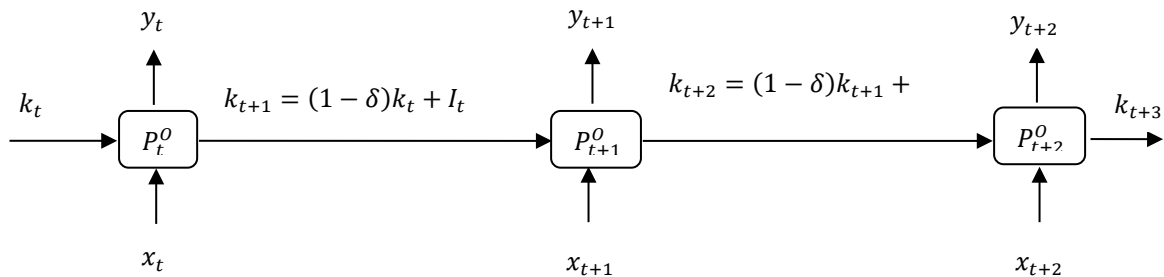 y_t y_{t+1} y_{t+2}
k_t k_{t+1} = (1 − δ)k_t + I_t k_{t+2} = (1 − δ)k_{t+1} + k_{t+3}
P_t^O P_{t+1}^O P_{t+2}^O
x_t x_{t+1} x_{t+2}